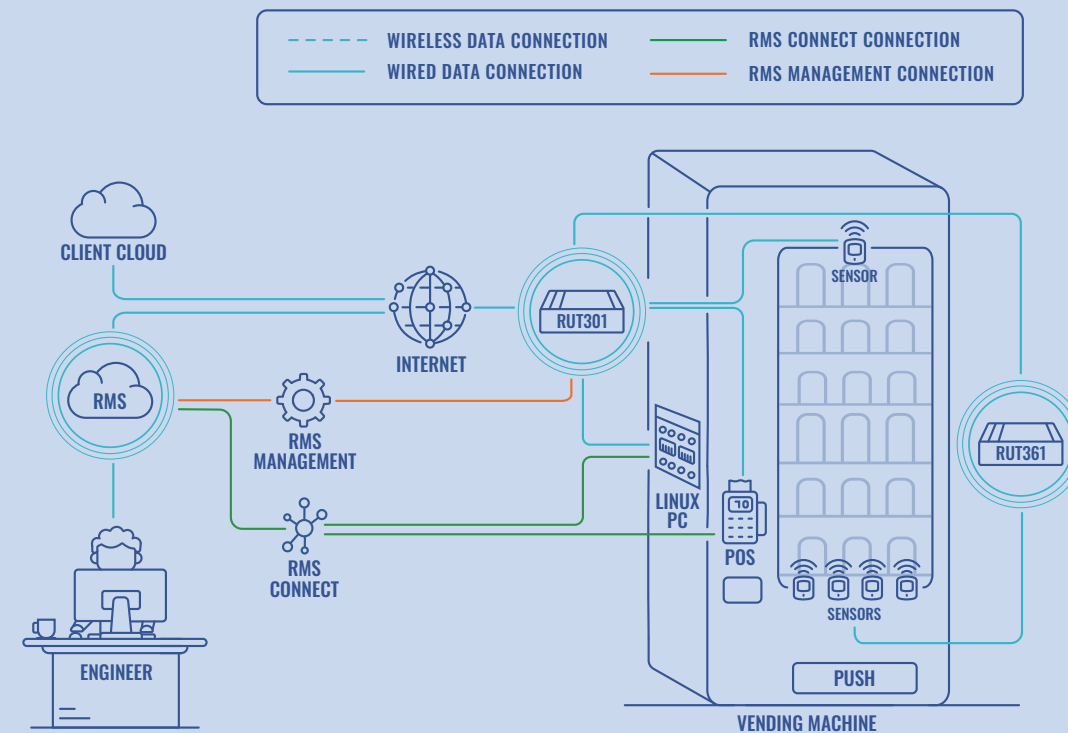 WIRELESS DATA CONNECTION
WIRED DATA CONNECTION
RMS CONNECT CONNECTION
RMS MANAGEMENT CONNECTION
CLIENT CLOUD
INTERNET
RUT301
SENSOR
RMS
RMS
MANAGEMENT
RUT361
LINUX
PC
70
POS
RMS
CONNECT
SENSORS
ENGINEER
PUSH
VENDING MACHINE